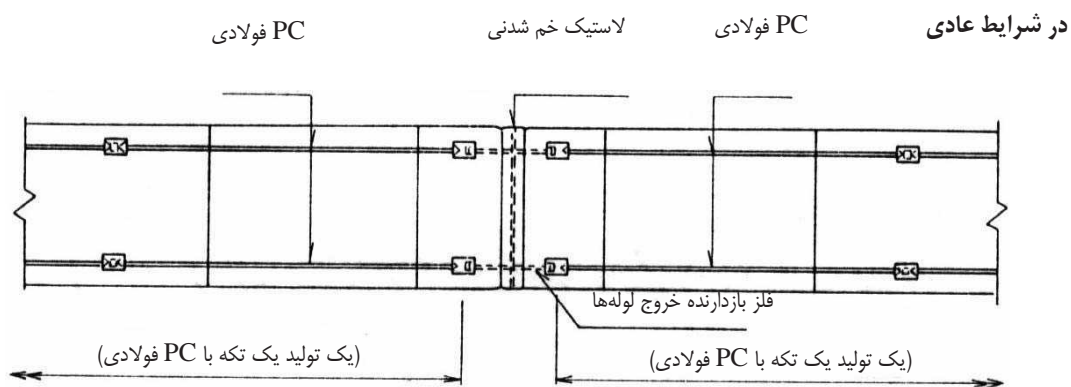 در شرایط عادی
PC فولادی
لاستیک خم شدنی
PC فولادی
فلز بازدارنده خروج لوله‌ها
(یک تولید یک تکه با PC فولادی)
(یک تولید یک تکه با PC فولادی)